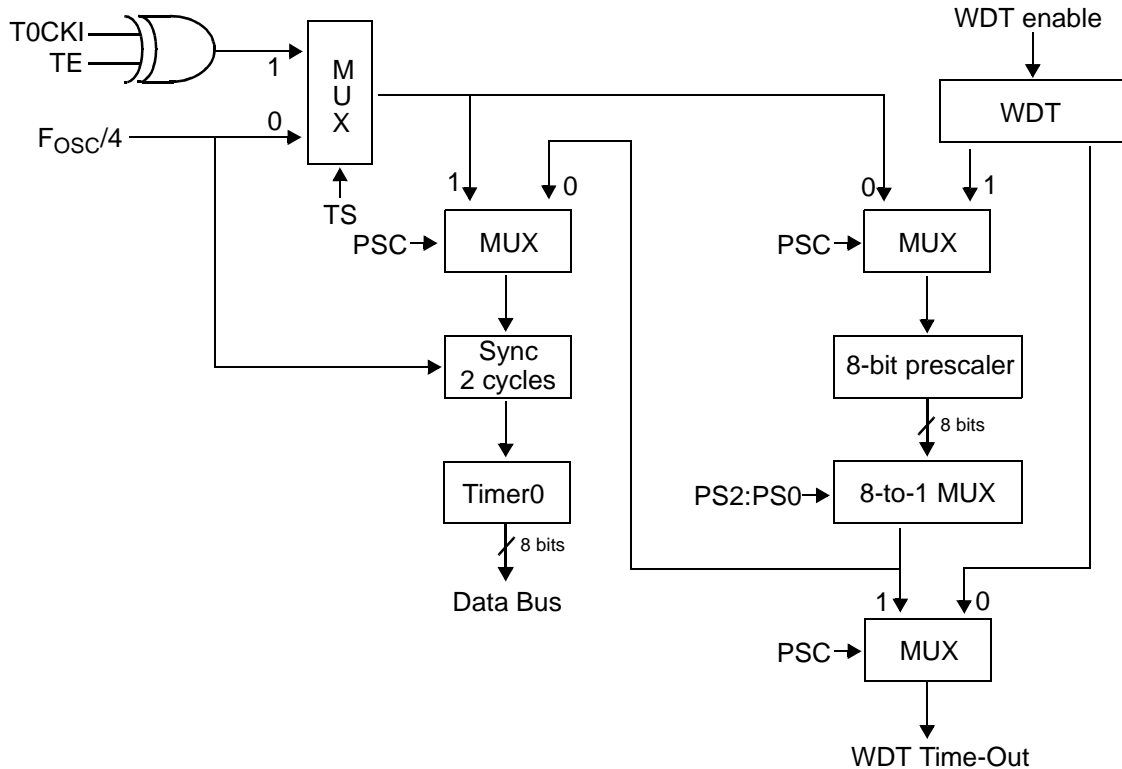 T0CKI
TE
1
MUX
0
FOSC/4
TS
WDT enable
WDT
1
0
PSC
MUX
0
1
PSC
MUX
Sync
2 cycles
8-bit prescaler
8 bits
Timer0
PS2:PS0
8-to-1 MUX
8 bits
Data Bus
1
0
PSC
MUX
WDT Time-Out